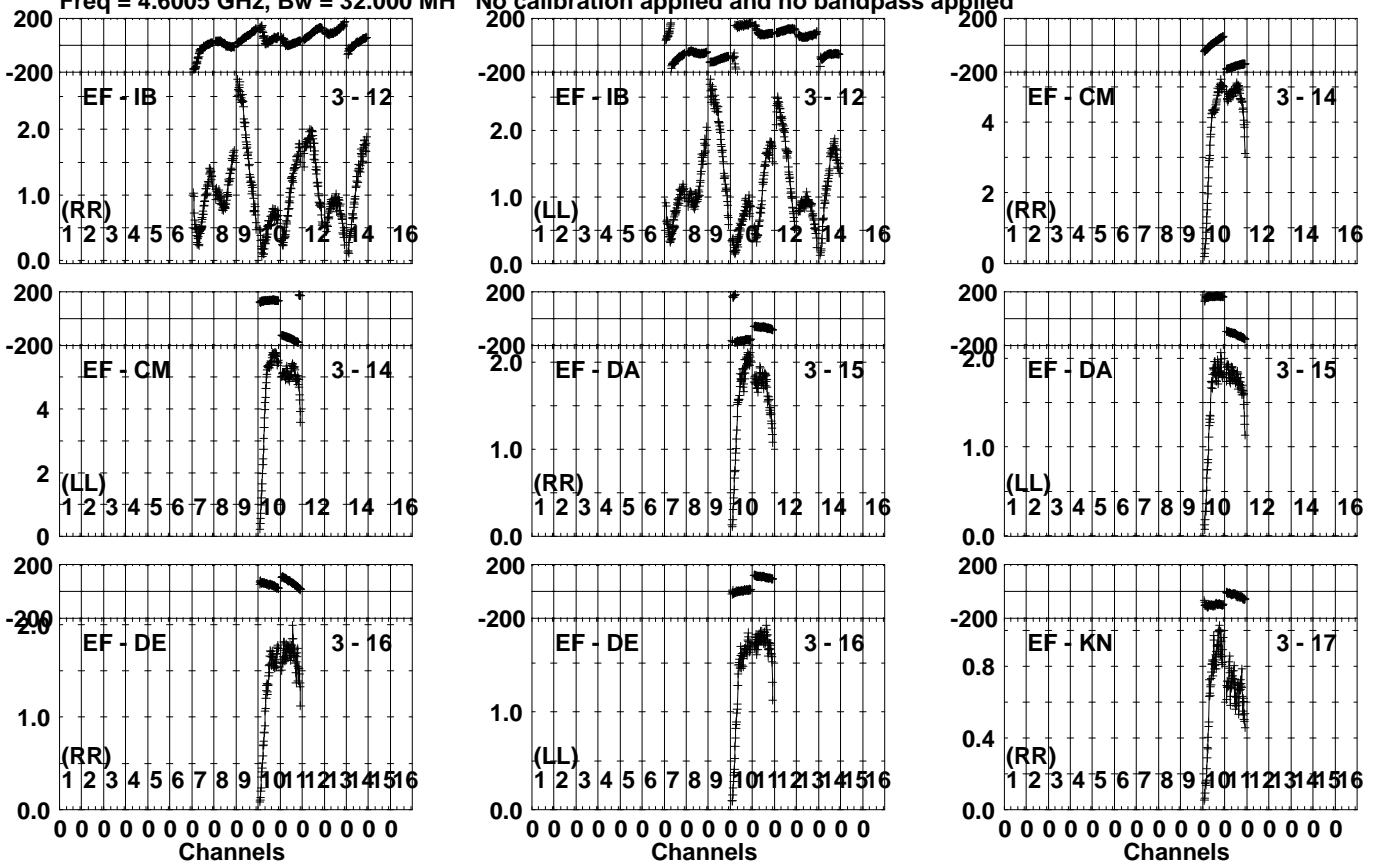 Freq = 4.6005 GHz, Bw = 32.000 MH No calibration applied and no bandpass applied
200
-200
EF - IB 3 - 12
2.0
1.0
0.0
(RR)
1 2 3 4 5 6 7 8 9 10 12 14 16
200
-200
EF - IB 3 - 12
2.0
1.0
0.0
(LL)
1 2 3 4 5 6 7 8 9 10 12 14 16
200
-200
EF - CM 3 - 14
4
2
0
(RR)
1 2 3 4 5 6 7 8 9 10 12 14 16
200
-200
EF - CM 3 - 14
4
2
0
(LL)
1 2 3 4 5 6 7 8 9 10 12 14 16
200
-200
EF - DA 3 - 15
2.0
1.0
0.0
(RR)
1 2 3 4 5 6 7 8 9 10 12 14 16
200
-200
EF - DA 3 - 15
2.0
1.0
0.0
(LL)
1 2 3 4 5 6 7 8 9 10 12 14 16
200
-200
EF - DE 3 - 16
2.0
1.0
0.0
(RR)
1 2 3 4 5 6 7 8 9 10 11 12 13 14 15 16
0 0 0 0 0 0 0 0 0 0 0 0 0 0 0 0
Channels
200
-200
EF - DE 3 - 16
1.0
0.0
(LL)
1 2 3 4 5 6 7 8 9 10 11 12 13 14 15 16
0 0 0 0 0 0 0 0 0 0 0 0 0 0 0 0
Channels
200
-200
EF - KN 3 - 17
0.8
0.4
0.0
(RR)
1 2 3 4 5 6 7 8 9 10 11 12 13 14 15 16
0 0 0 0 0 0 0 0 0 0 0 0 0 0 0 0
Channels